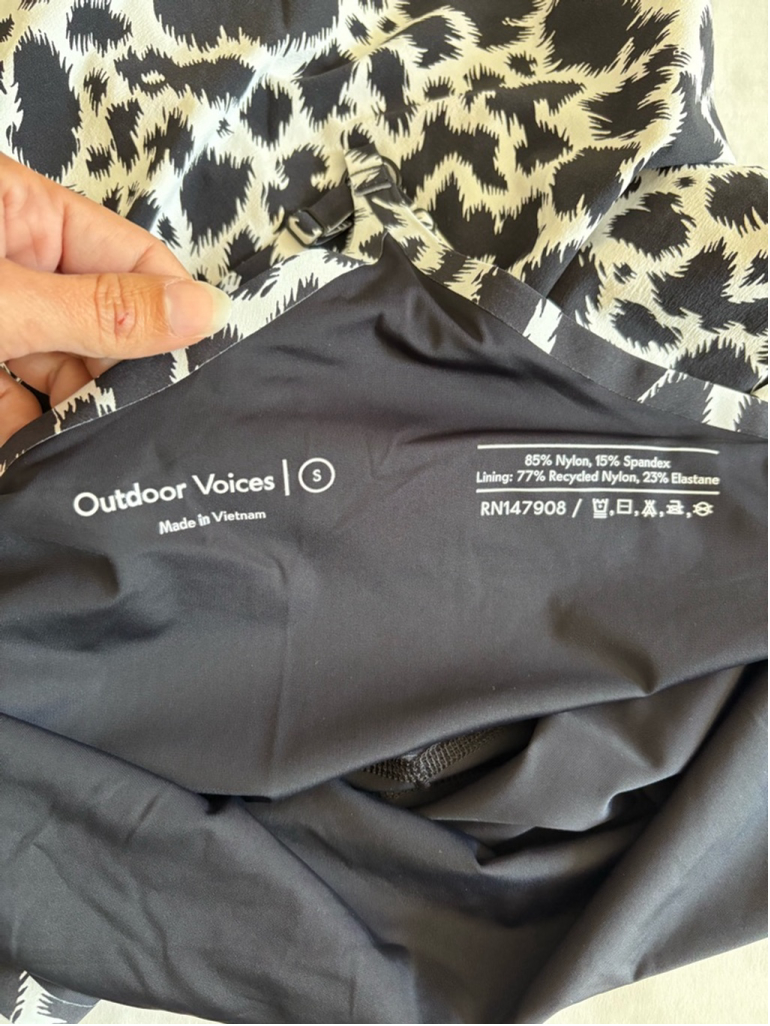 Outdoor Voices | S
Made in Vietnam
85% Nylon, 15% Spandex
Lining: 77% Recycled Nylon, 23% Elastane
RN147908 /